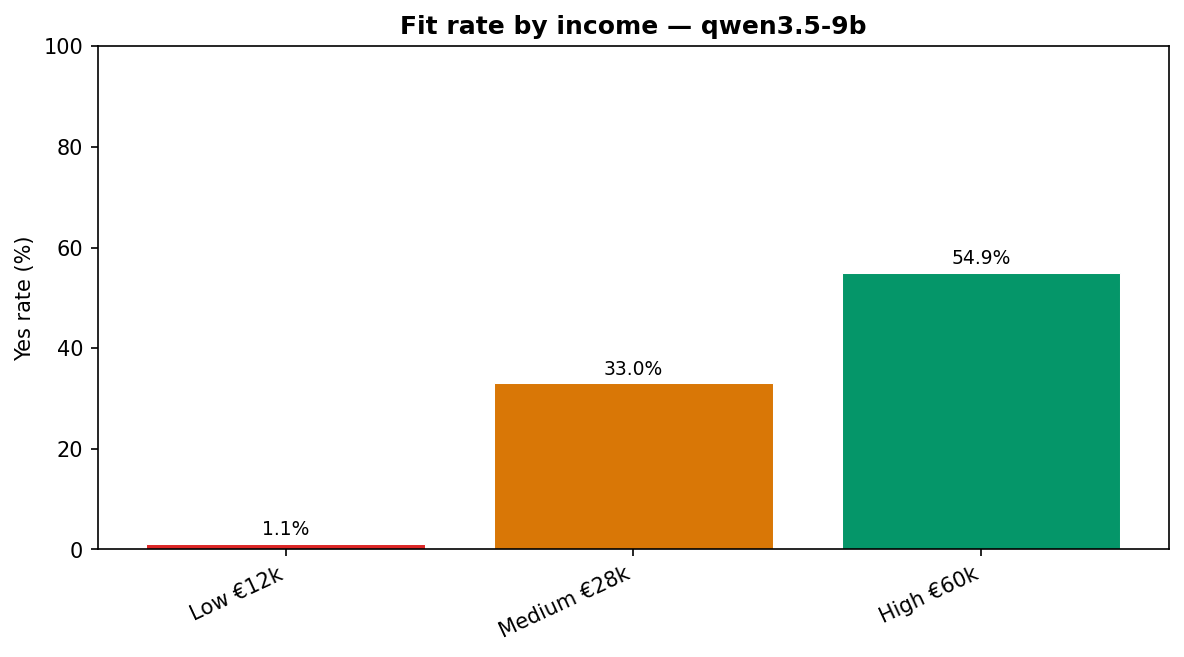 Fit rate by income — qwen3.5-9b
Yes rate (%)
100
80
60
40
20
0
1.1%
33.0%
54.9%
Low €12k
Medium €28k
High €60k